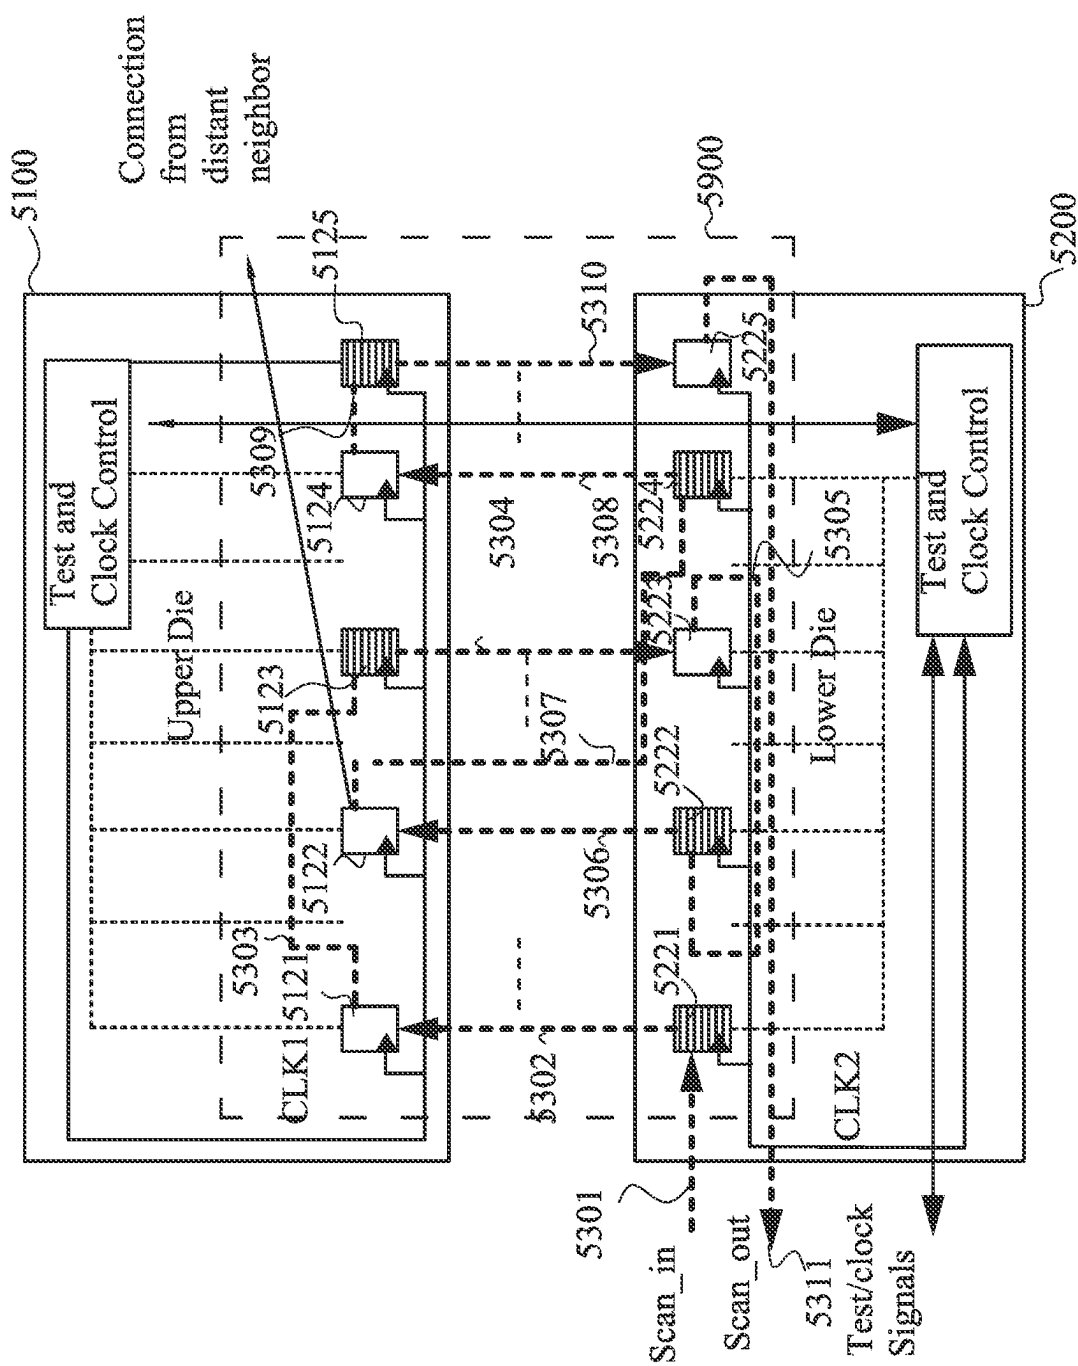 5100
Connection
from
distant
neighbor
5125
5900
5200
5310
5225
Test and
Clock Control
5309
5124
5304
5308
5224
5305
Test and
Clock Control
Upper Die
5123
5307
5223
Lower Die
5122
5306
5222
5303
5121
CLK1
5302
5221
CLK2
5301
Scan_in
Scan_out
5311
Test/clock
Signals